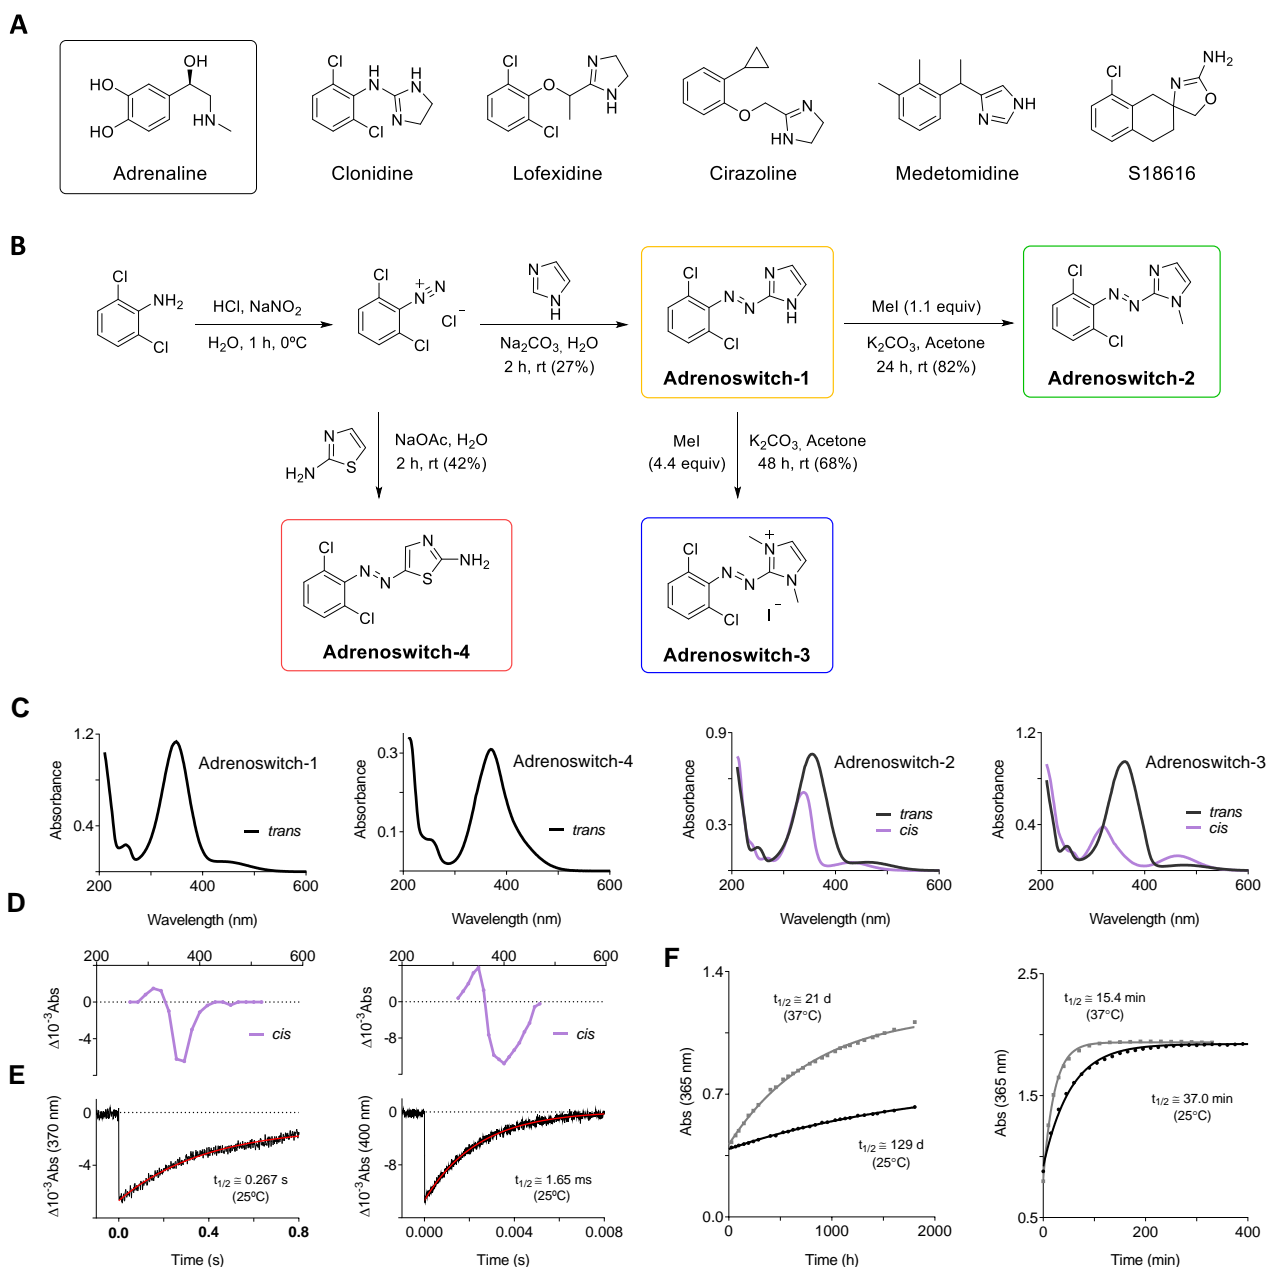 A
OH
HO
HO
HN
Adrenaline
Cl
H
N
H
N
N
Cl
Clonidine
Cl
O
N
N
H
Cl
Lofexidine
O
N
HN
Cirazoline
N
NH
Medetomidine
Cl
NH2
N
O
S18616
B
Cl
NH2
Cl
HCl, NaNO2
H2O, 1 h, 0ºC
Cl
+
N≡N
Cl−
Cl
N
N
H
Na2CO3, H2O
2 h, rt (27%)
Cl
N=N
N
N
H
Cl
Adrenoswitch-1
MeI (1.1 equiv)
K2CO3, Acetone
24 h, rt (82%)
Cl
N=N
N
N
Cl
Adrenoswitch-2
N
S
H2N
NaOAc, H2O
2 h, rt (42%)
MeI
(4.4 equiv)
K2CO3, Acetone
48 h, rt (68%)
Cl
N=N
N
S
NH2
Cl
Adrenoswitch-4
Cl
N=N
+
N
N
I−
Cl
Adrenoswitch-3
C
Absorbance
1.2
0.4
200 400 600
Wavelength (nm)
Adrenoswitch-1
trans
Absorbance
0.3
0.1
200 400 600
Wavelength (nm)
Adrenoswitch-4
trans
Absorbance
0.9
0.3
200 400 600
Wavelength (nm)
Adrenoswitch-2
trans
cis
Absorbance
1.2
0.4
200 400 600
Wavelength (nm)
Adrenoswitch-3
trans
cis
D
200 400 600
Δ10-3Abs
0
-4
cis
200 400 600
Δ10-3Abs
0
-8
cis
E
Δ10-3Abs (370 nm)
0
-4
t1/2 ≅ 0.267 s
(25ºC)
0.0 0.4 0.8
Time (s)
Δ10-3Abs (400 nm)
0
-8
t1/2 ≅ 1.65 ms
(25ºC)
0.000 0.004 0.008
Time (s)
F
Abs (365 nm)
1.4
0.7
0.0
t1/2 ≅ 21 d
(37°C)
t1/2 ≅ 129 d
(25°C)
0 1000 2000
Time (h)
Abs (365 nm)
2.5
1.5
0.5
t1/2 ≅ 15.4 min
(37°C)
t1/2 ≅ 37.0 min
(25°C)
0 200 400
Time (min)